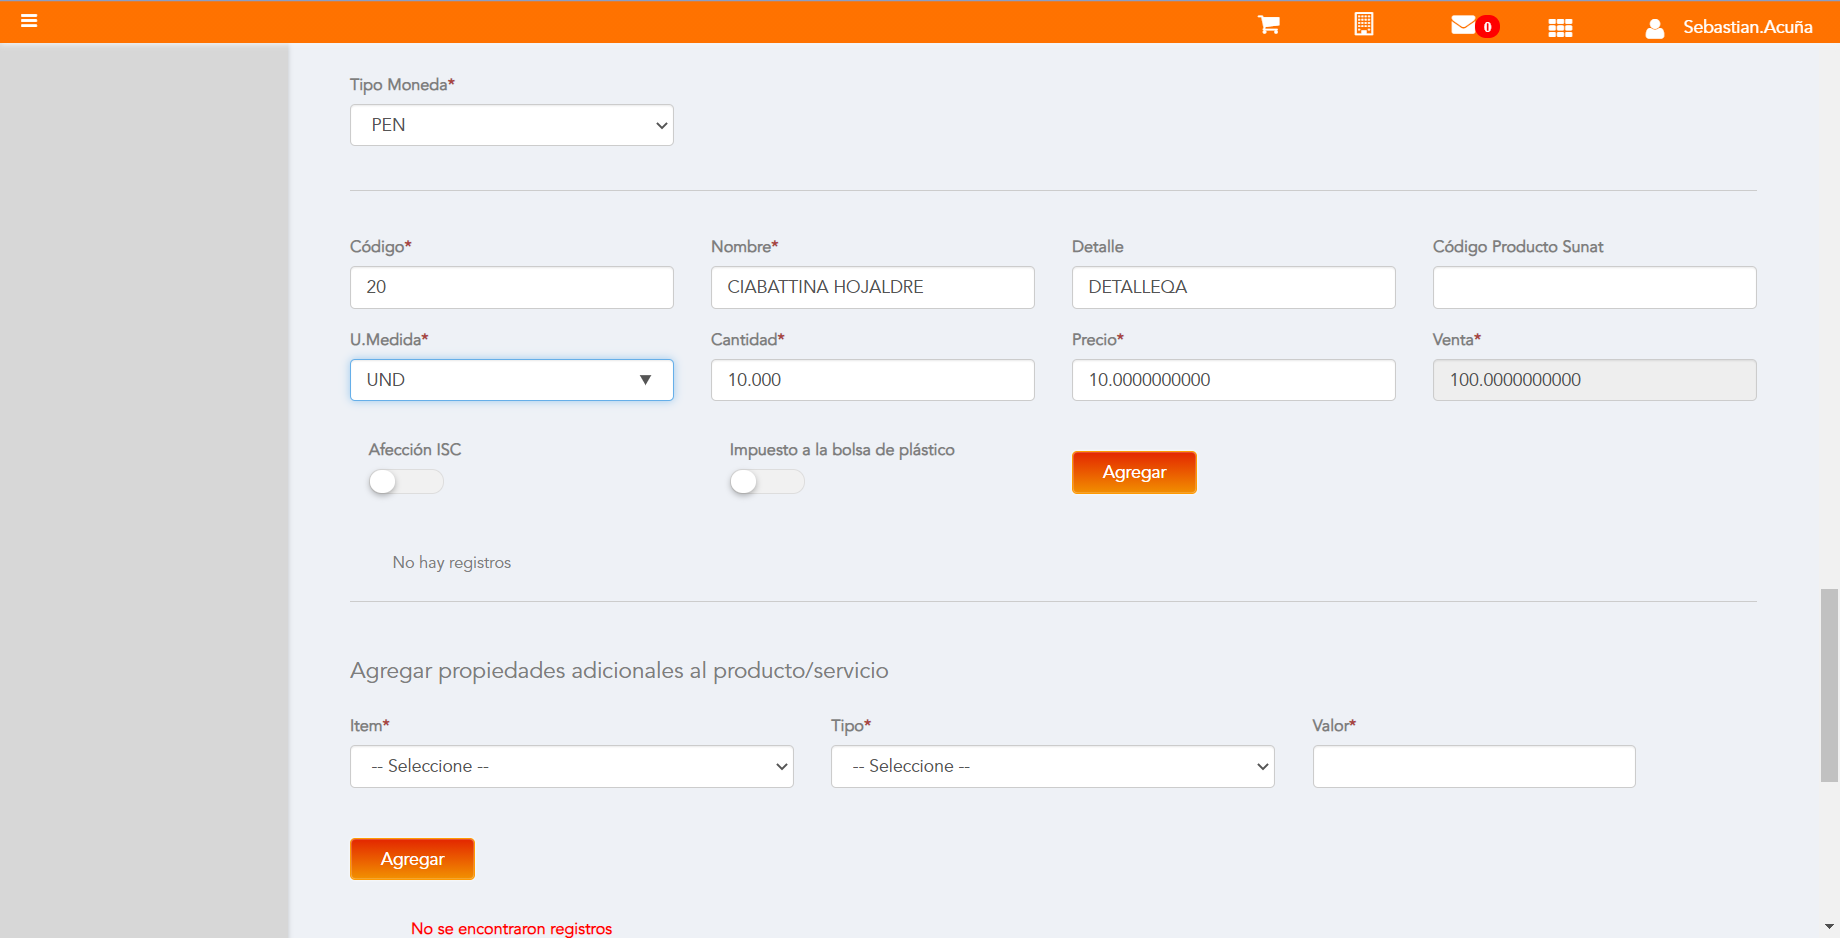 0
Sebastian.Acuña
Tipo Moneda*
PEN
Código* Nombre* Detalle Código Producto Sunat
20 CIABATTINA HOJALDRE DETALLEQA
U.Medida* Cantidad* Precio* Venta*
UND 10.000 10.0000000000 100.0000000000
Afección ISC Impuesto a la bolsa de plástico
Agregar
No hay registros
Agregar propiedades adicionales al producto/servicio
Item* Tipo* Valor*
-- Seleccione -- -- Seleccione --
Agregar
No se encontraron registros